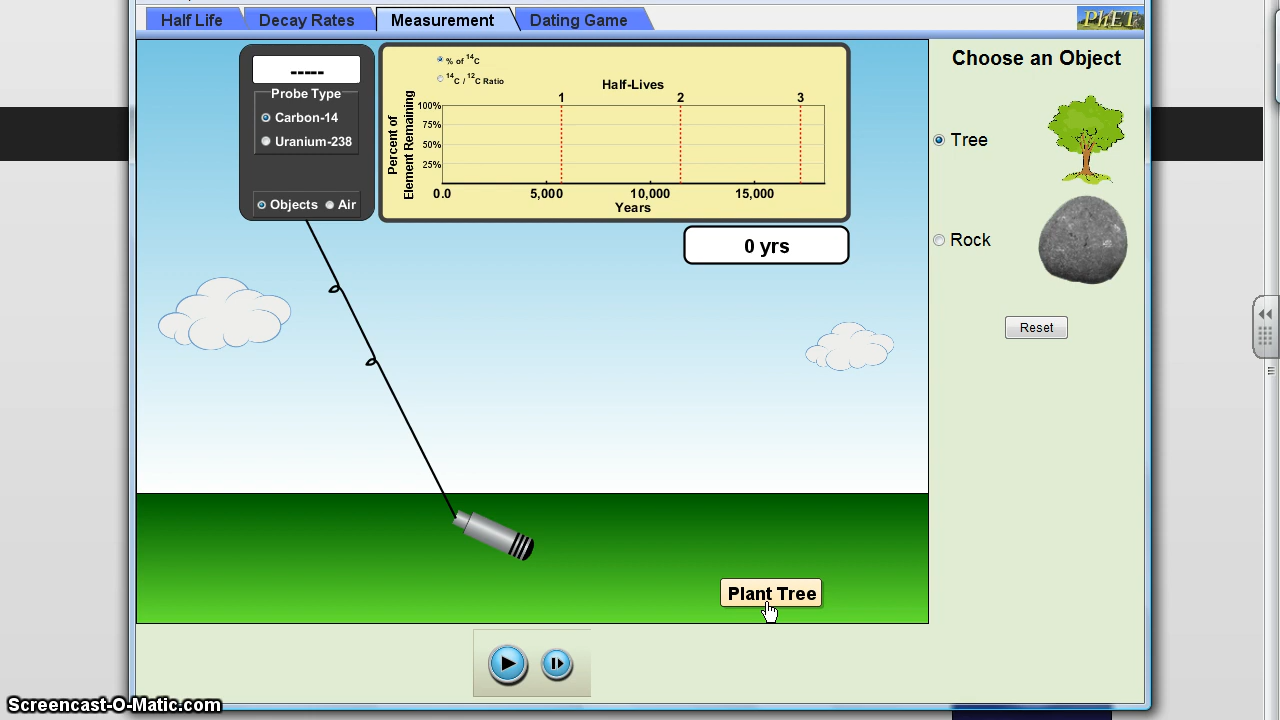 Half Life
Decay Rates
Measurement
Dating Game
PhET
-----
Probe Type
Carbon-14
Uranium-238
Objects
Air
% of 14C
14C / 12C Ratio
Half-Lives
1 2 3
Percent of
Element Remaining
100%
75%
50%
25%
0.0 5,000 10,000 15,000
Years
0 yrs
Choose an Object
Tree
Rock
Reset
Plant Tree
Screencast-O-Matic.com